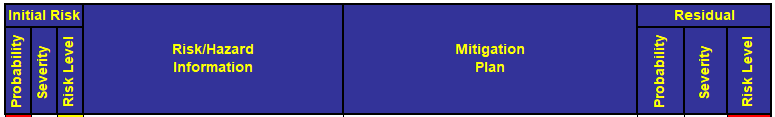 Initial Risk
Probability
Severity
Risk Level
Risk/Hazard
Information
Mitigation
Plan
Residual
Probability
Severity
Risk Level